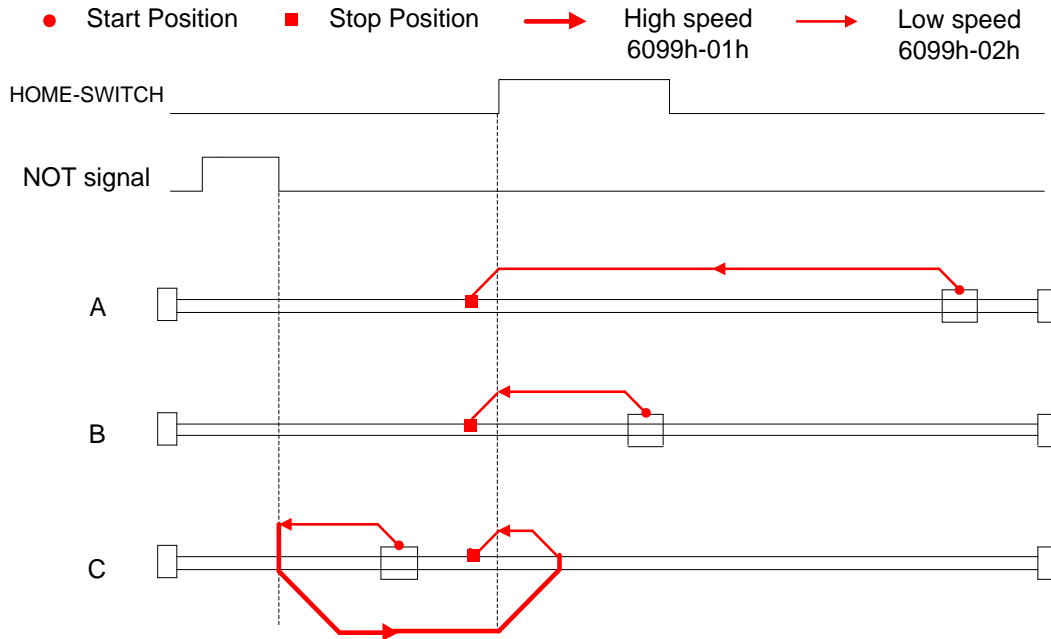 Start Position Stop Position High speed Low speed
6099h-01h 6099h-02h
HOME-SWITCH
NOT signal
A
B
C